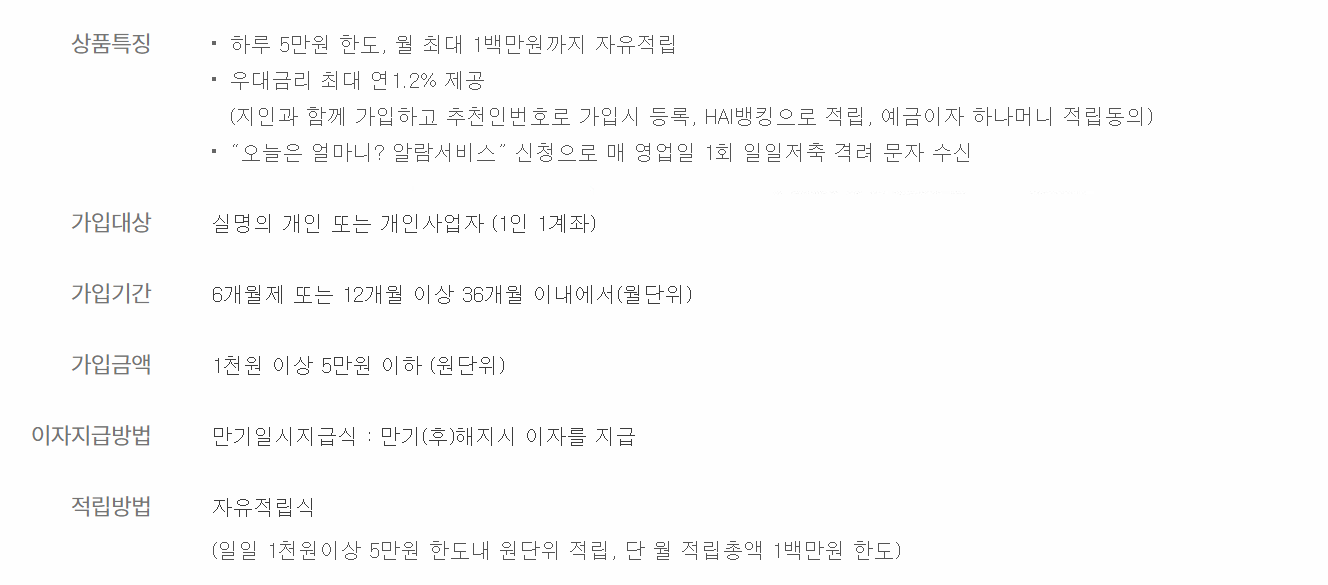 상품특징
▪ 하루 5만원 한도, 월 최대 1백만원까지 자유적립
▪ 우대금리 최대 연1.2% 제공
(지인과 함께 가입하고 추천인번호로 가입시 등록, HAI뱅킹으로 적립, 예금이자 하나머니 적립동의)
▪ “오늘은 얼마니? 알람서비스” 신청으로 매 영업일 1회 일일저축 격려 문자 수신
가입대상 실명의 개인 또는 개인사업자 (1인 1계좌)
가입기간 6개월제 또는 12개월 이상 36개월 이내에서(월단위)
가입금액 1천원 이상 5만원 이하 (원단위)
이자지급방법 만기일시지급식 : 만기(후)해지시 이자를 지급
적립방법 자유적립식
(일일 1천원이상 5만원 한도내 원단위 적립, 단 월 적립총액 1백만원 한도)